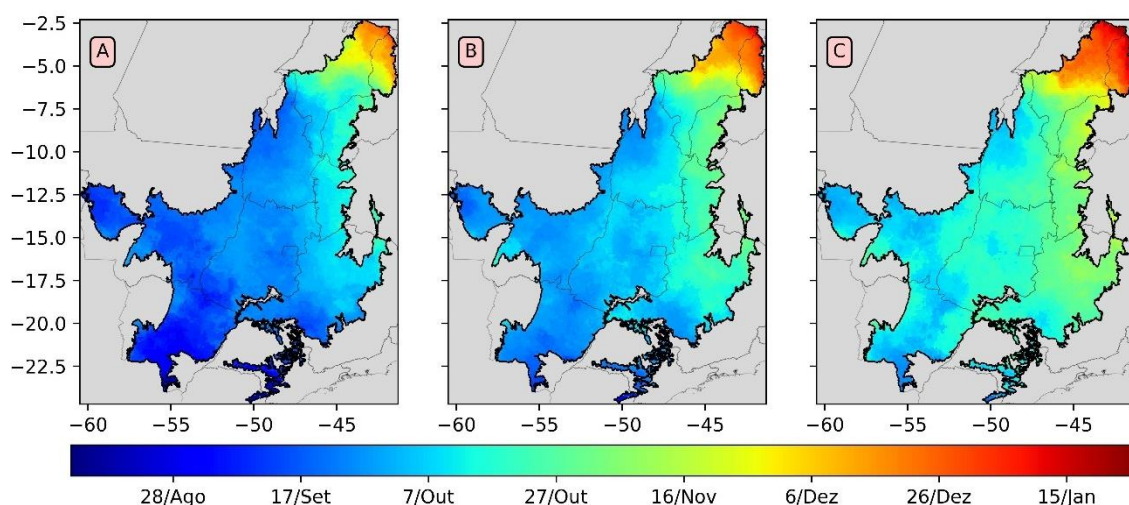 A
B
C
−2.5
−5.0
−7.5
−10.0
−12.5
−15.0
−17.5
−20.0
−22.5
−60 −55 −50 −45 −60 −55 −50 −45 −60 −55 −50 −45
28/Ago 17/Set 7/Out 27/Out 16/Nov 6/Dez 26/Dez 15/Jan